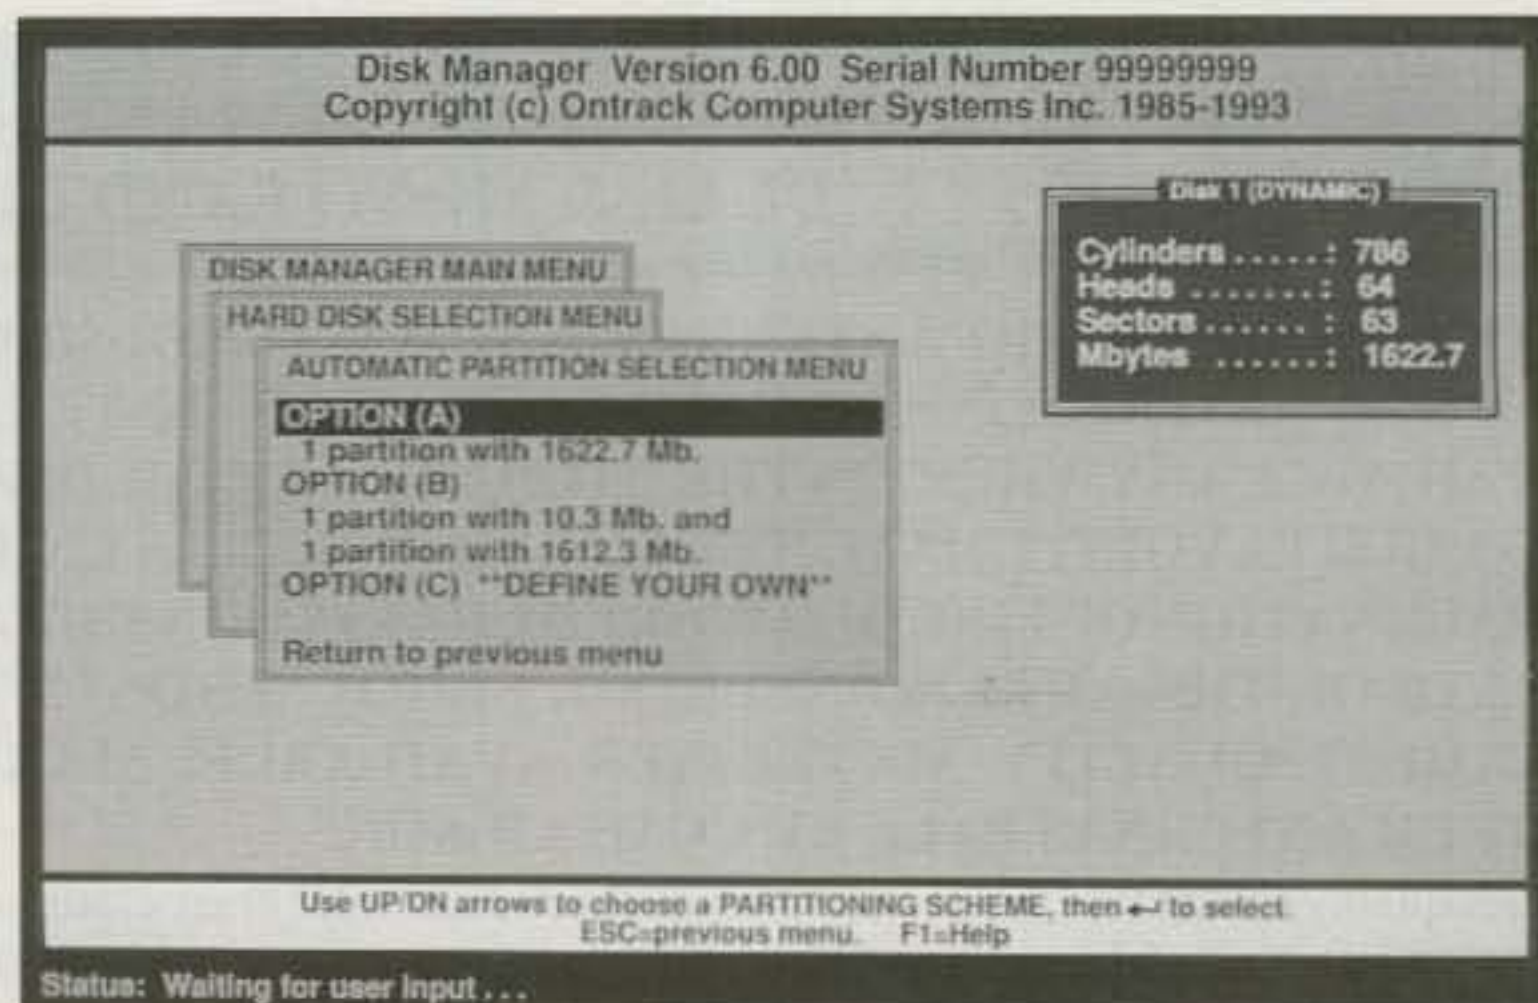 Disk Manager Version 6.00 Serial Number 99999999
Copyright (c) Ontrack Computer Systems Inc. 1985-1993
Disk 1 (DYNAMIC)
Cylinders.....: 786
Heads .......: 64
Sectors...... : 63
Mbytes ......: 1622.7
DISK MANAGER MAIN MENU
HARD DISK SELECTION MENU
AUTOMATIC PARTITION SELECTION MENU
OPTION (A)
1 partition with 1622.7 Mb.
OPTION (B)
1 partition with 10.3 Mb. and
1 partition with 1612.3 Mb.
OPTION (C) **DEFINE YOUR OWN**
Return to previous menu
Use UP/DN arrows to choose a PARTITIONING SCHEME, then ↵ to select.
ESC=previous menu. F1=Help
Status: Waiting for user input . . .